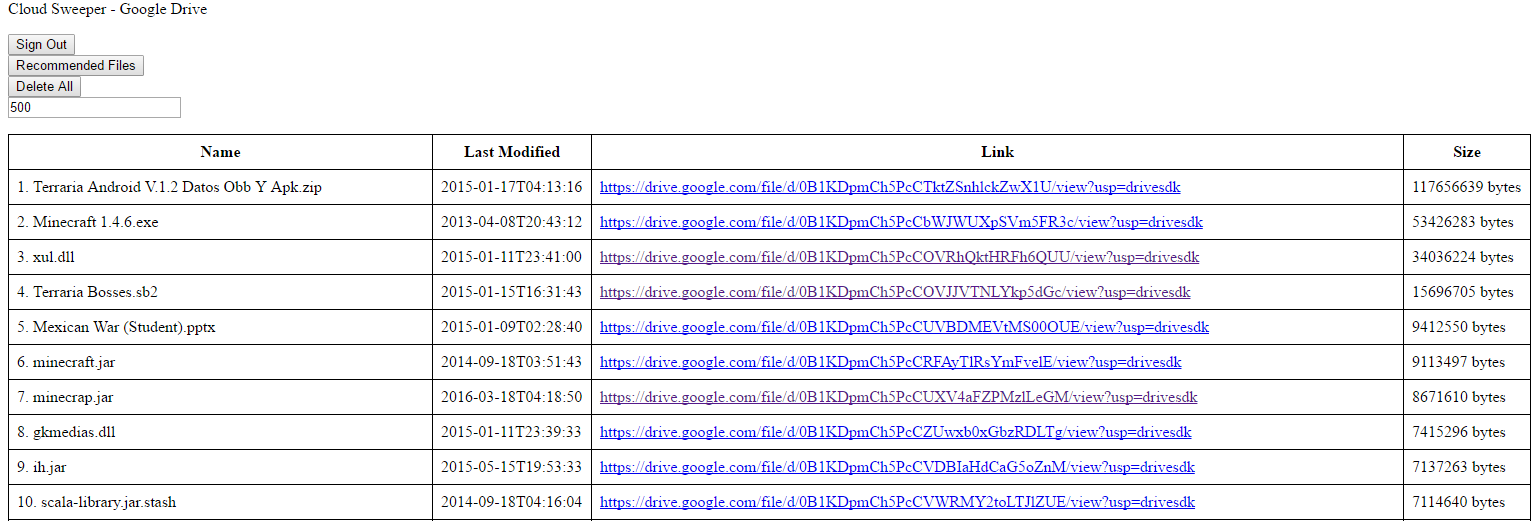 Cloud Sweeper - Google Drive
Sign Out
Recommended Files
Delete All
500
Name Last Modified Link Size
1. Terraria Android V.1.2 Datos Obb Y Apk.zip 2015-01-17T04:13:16 https://drive.google.com/file/d/0B1KDpmCh5PcCTktZSnhlckZwX1U/view?usp=drivesdk 117656639 bytes
2. Minecraft 1.4.6.exe 2013-04-08T20:43:12 https://drive.google.com/file/d/0B1KDpmCh5PcCbWJWUXpSVm5FR3c/view?usp=drivesdk 53426283 bytes
3. xul.dll 2015-01-11T23:41:00 https://drive.google.com/file/d/0B1KDpmCh5PcCOVRhQktHRFh6QUU/view?usp=drivesdk 34036224 bytes
4. Terraria Bosses.sb2 2015-01-15T16:31:43 https://drive.google.com/file/d/0B1KDpmCh5PcCOVJJVTNLYkp5dGc/view?usp=drivesdk 15696705 bytes
5. Mexican War (Student).pptx 2015-01-09T02:28:40 https://drive.google.com/file/d/0B1KDpmCh5PcCUVBDMEVtMS00OUE/view?usp=drivesdk 9412550 bytes
6. minecraft.jar 2014-09-18T03:51:43 https://drive.google.com/file/d/0B1KDpmCh5PcCRFAyTlRsYmFvelE/view?usp=drivesdk 9113497 bytes
7. minecrap.jar 2016-03-18T04:18:50 https://drive.google.com/file/d/0B1KDpmCh5PcCUXV4aFZPMzlLeGM/view?usp=drivesdk 8671610 bytes
8. gkmedias.dll 2015-01-11T23:39:33 https://drive.google.com/file/d/0B1KDpmCh5PcCZUwxb0xGbzRDLTg/view?usp=drivesdk 7415296 bytes
9. ih.jar 2015-05-15T19:53:33 https://drive.google.com/file/d/0B1KDpmCh5PcCVDBIaHdCaG5oZnM/view?usp=drivesdk 7137263 bytes
10. scala-library.jar.stash 2014-09-18T04:16:04 https://drive.google.com/file/d/0B1KDpmCh5PcCVWRMY2toLTJlZUE/view?usp=drivesdk 7114640 bytes